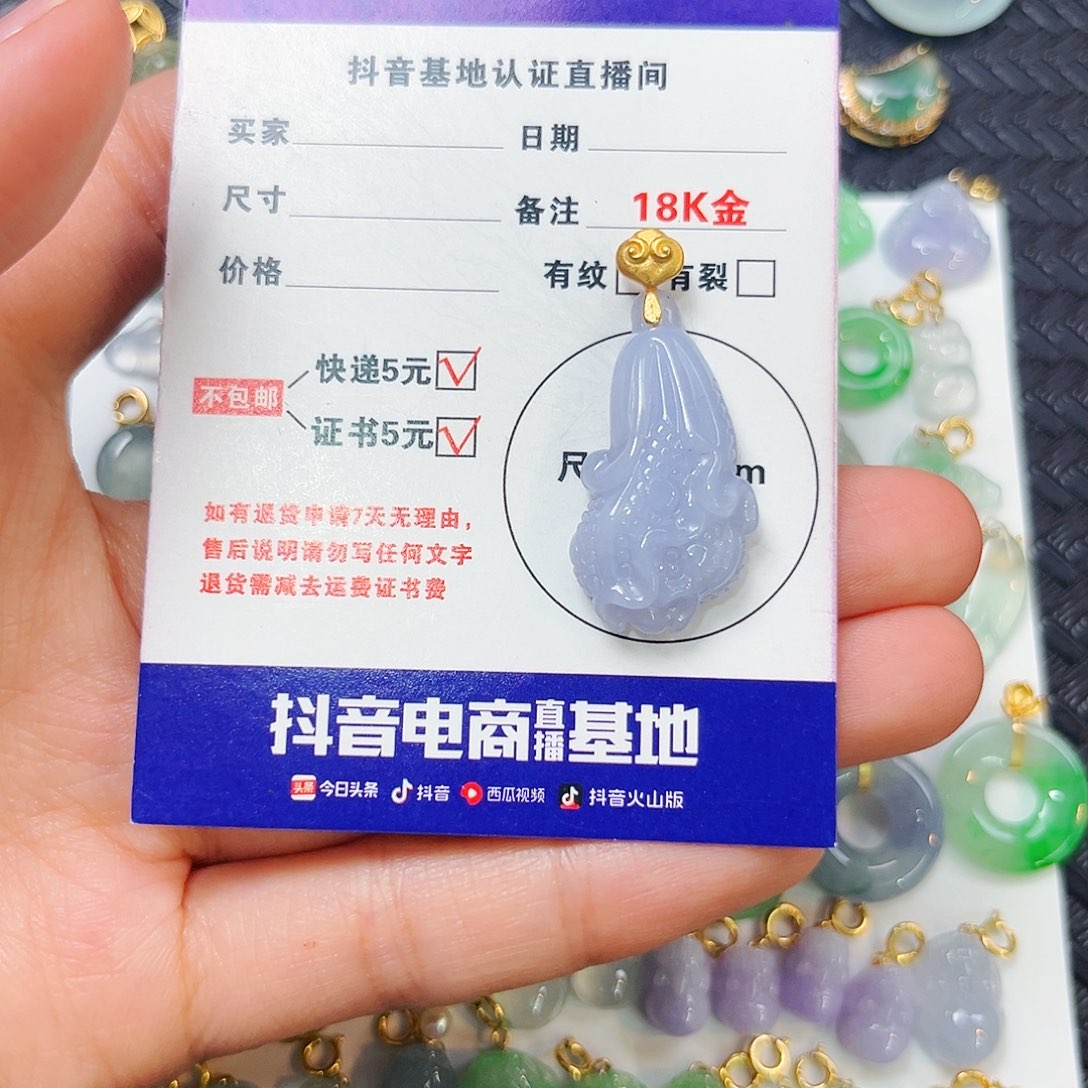 抖音基地认证直播间
买家 日期
尺寸 备注 18K金
价格 有纹 有裂
不包邮
快递5元
证书5元
尺 m
如有退货申请7天无理由，
售后说明请勿写任何文字
退货需减去运费证书费
抖音电商直播基地
头条 今日头条 抖音 西瓜视频 抖音火山版